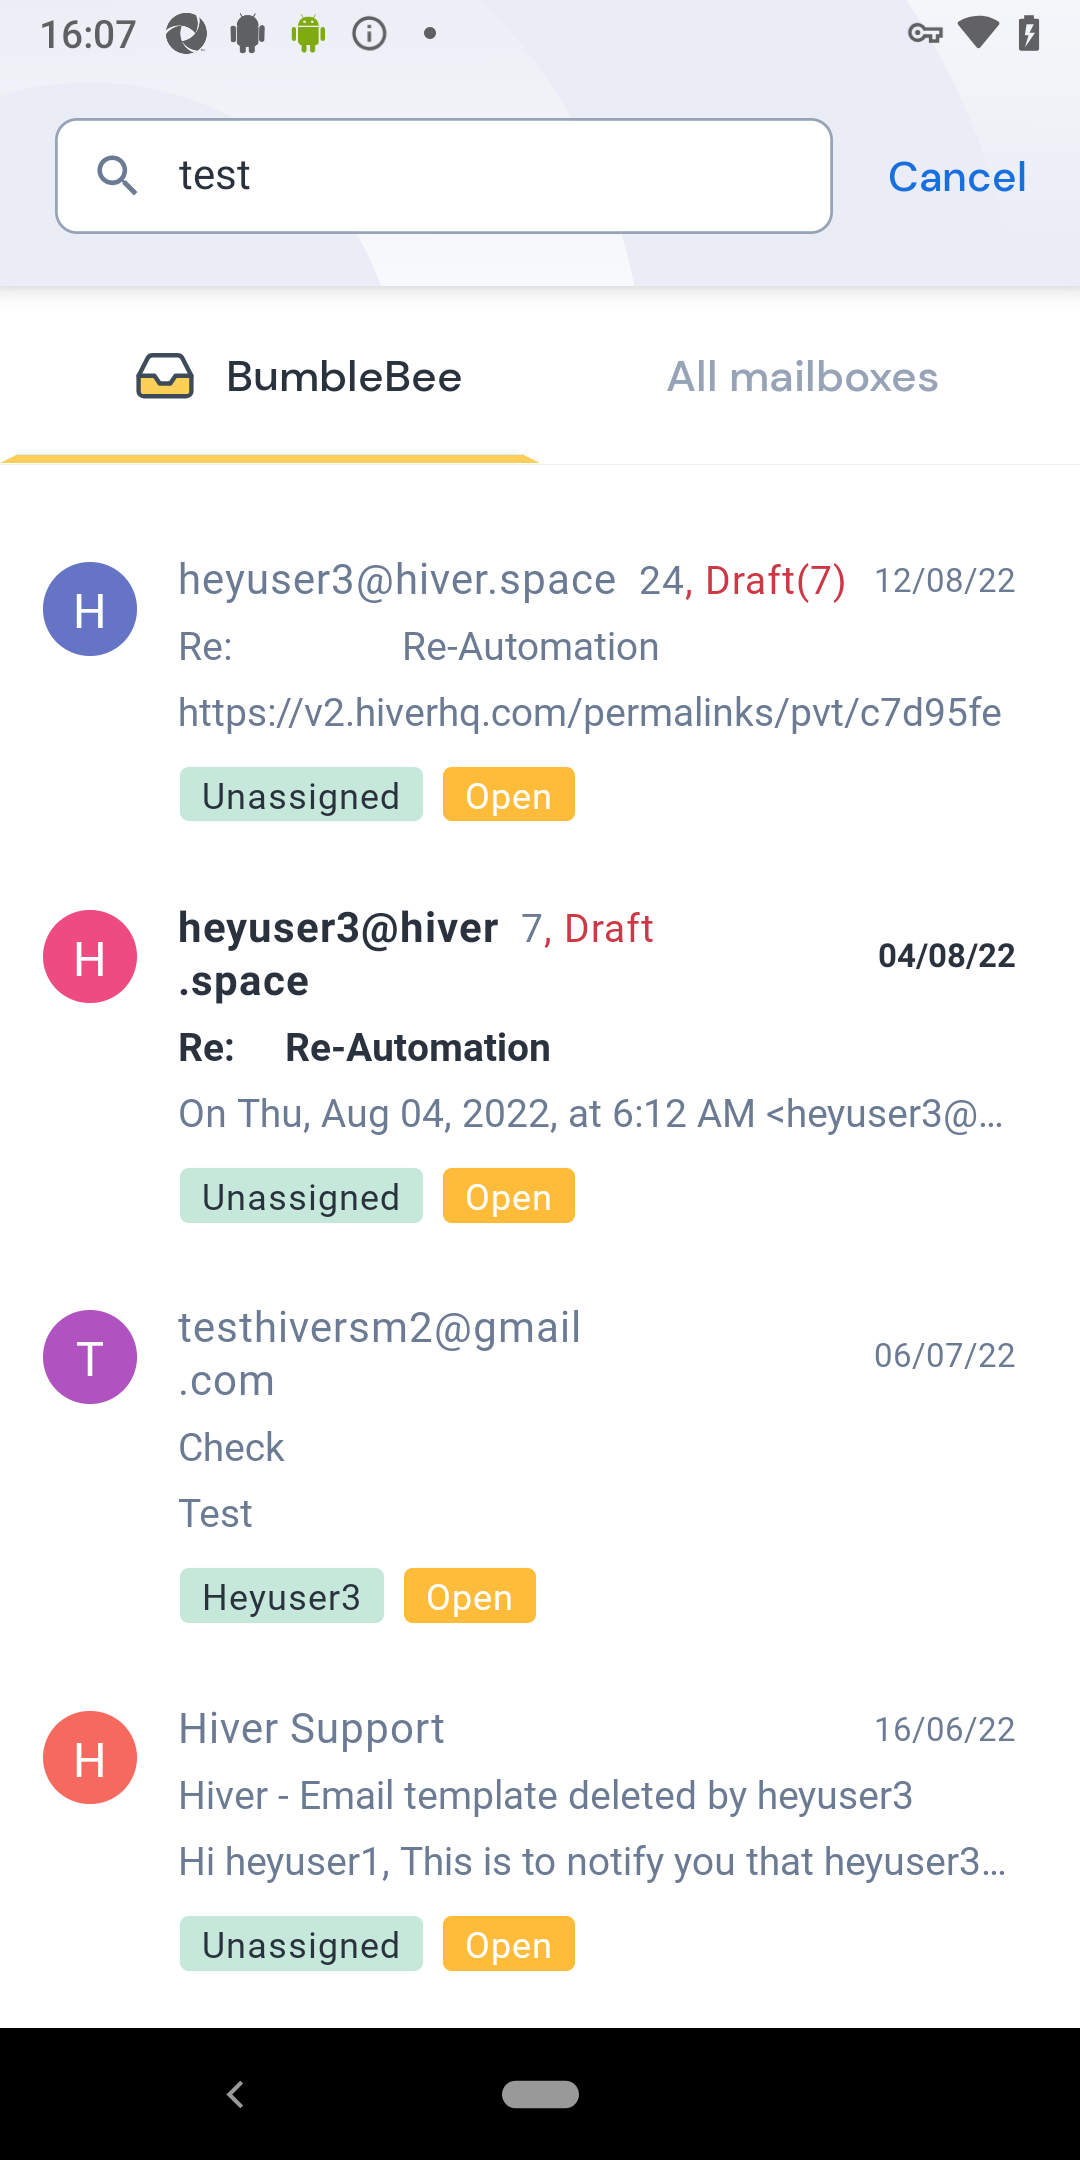 16:07
test
Cancel
BumbleBee
All mailboxes
H
heyuser3@hiver.space 24, Draft(7) 12/08/22
Re: Re-Automation
https://v2.hiverhq.com/permalinks/pvt/c7d95fe
Unassigned Open
H
heyuser3@hiver 7, Draft
.space
04/08/22
Re: Re-Automation
On Thu, Aug 04, 2022, at 6:12 AM <heyuser3@...
Unassigned Open
T
testhiversm2@gmail
.com
06/07/22
Check
Test
Heyuser3 Open
H
Hiver Support 16/06/22
Hiver - Email template deleted by heyuser3
Hi heyuser1, This is to notify you that heyuser3...
Unassigned Open